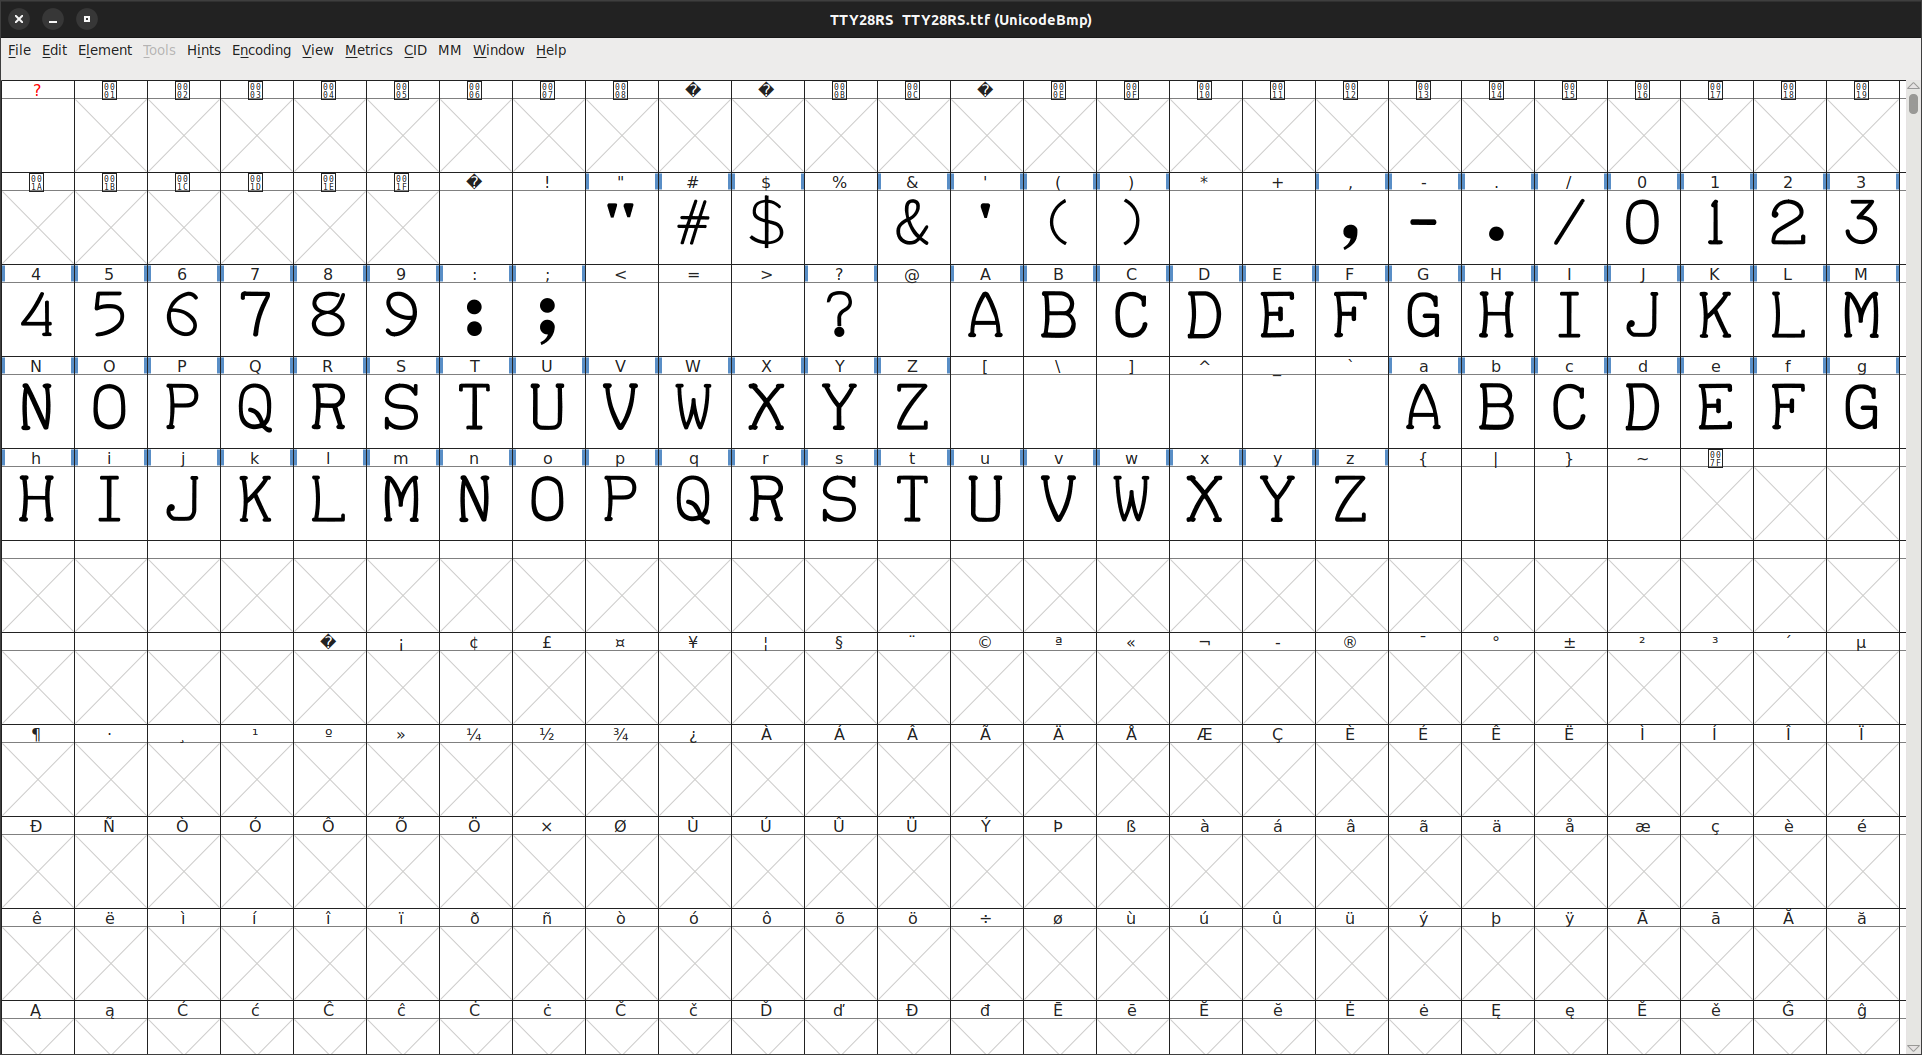 TTY28RS TTY28RS.ttf (UnicodeBmp)
File Edit Element Tools Hints Encoding View Metrics CID MM Window Help
? 0001 0002 0003 0004 0005 0006 0007 0008 � � 000B 000C � 000E 000F 0010 0011 0012 0013 0014 0015 0016 0017 0018 0019
001A 001B 001C 001D 001E 001F � ! " # $ % & ' ( ) * + , - . / 0 1 2 3
" # $ & ' ( ) , - . / 0 1 2 3
4 5 6 7 8 9 : ; < = > ? @ A B C D E F G H I J K L M
4 5 6 7 8 9 : ; ? A B C D E F G H I J K L M
N O P Q R S T U V W X Y Z [ \ ] ^ _ ` a b c d e f g
N O P Q R S T U V W X Y Z A B C D E F G
h i j k l m n o p q r s t u v w x y z { | } ~ 007F
H I J K L M N O P Q R S T U V W X Y Z
� ¡ ¢ £ ¤ ¥ ¦ § ¨ © ª « ¬ - ® ¯ ° ± ² ³ ´ µ
¶ · ¸ ¹ º » ¼ ½ ¾ ¿ À Á Â Ã Ä Å Æ Ç È É Ê Ë Ì Í Î Ï
Ð Ñ Ò Ó Ô Õ Ö × Ø Ù Ú Û Ü Ý Þ ß à á â ã ä å æ ç è é
ê ë ì í î ï ð ñ ò ó ô õ ö ÷ ø ù ú û ü ý þ ÿ Ā ā Ă ă
Ą ą Ć ć Ĉ ĉ Ċ ċ Č č Ď ď Đ đ Ē ē Ĕ ĕ Ė ė Ę ę Ě ě Ĝ ĝ